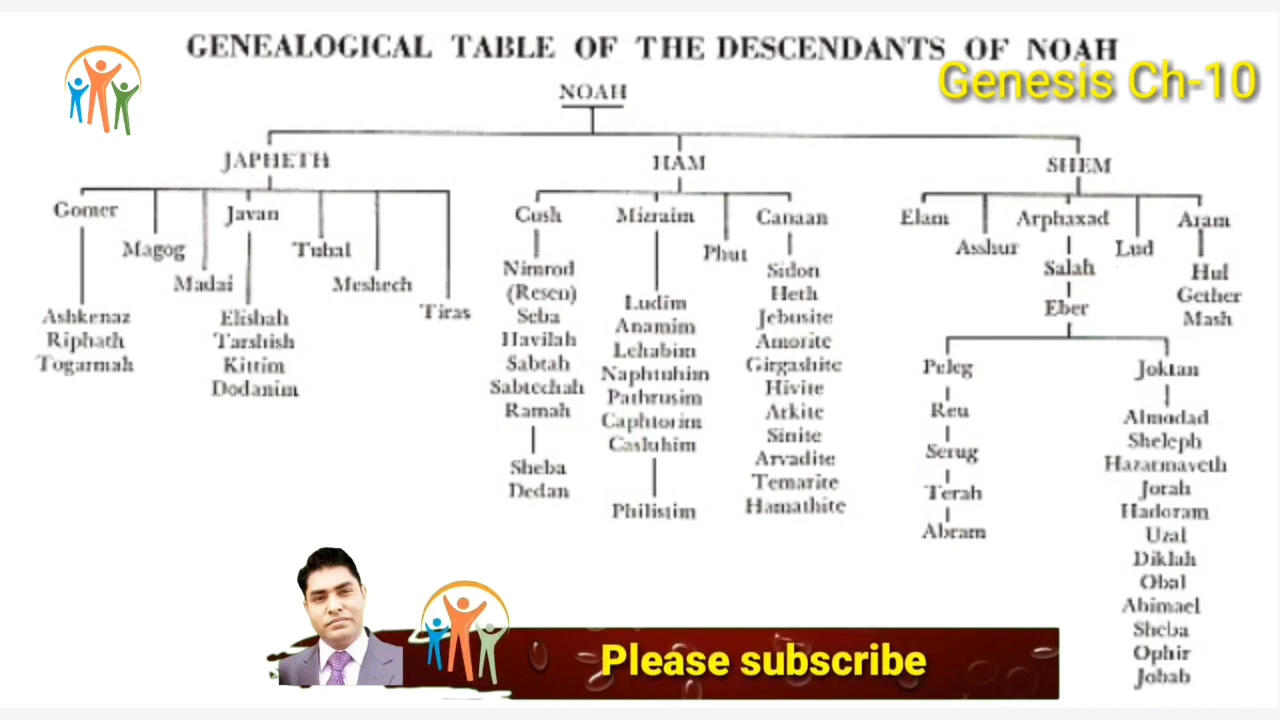 GENEALOGICAL TABLE OF THE DESCENDANTS OF NOAH
Genesis Ch-10
NOAH
JAPHETH
HAM
SHEM
Gomer
Javan
Magog
Tubal
Madai
Meshech
Tiras
Ashkenaz
Riphath
Togarmah
Elishah
Tarshish
Kittim
Dodanim
Cush
Mizraim
Canaan
Phut
Nimrod
(Resen)
Seba
Havilah
Sabtah
Sabtechah
Ramah
Sheba
Dedan
Ludim
Anamim
Lehabim
Naphtuhim
Pathrusim
Caphtorim
Casluhim
Philistim
Sidon
Heth
Jebusite
Amorite
Girgashite
Hivite
Arkite
Sinite
Arvadite
Temarite
Hamathite
Elam
Arphaxad
Aram
Asshur
Lud
Salah
Eber
Hul
Gether
Mash
Peleg
Reu
Serug
Terah
Abram
Joktan
Almodad
Sheleph
Hazarmaveth
Jorah
Hadoram
Uzal
Diklah
Obal
Abimael
Sheba
Ophir
Jobab
Please subscribe